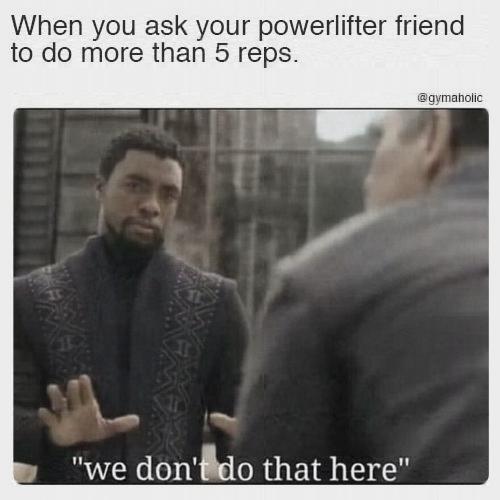 When you ask your powerlifter friend
to do more than 5 reps.
@gymaholic
"we don't do that here"